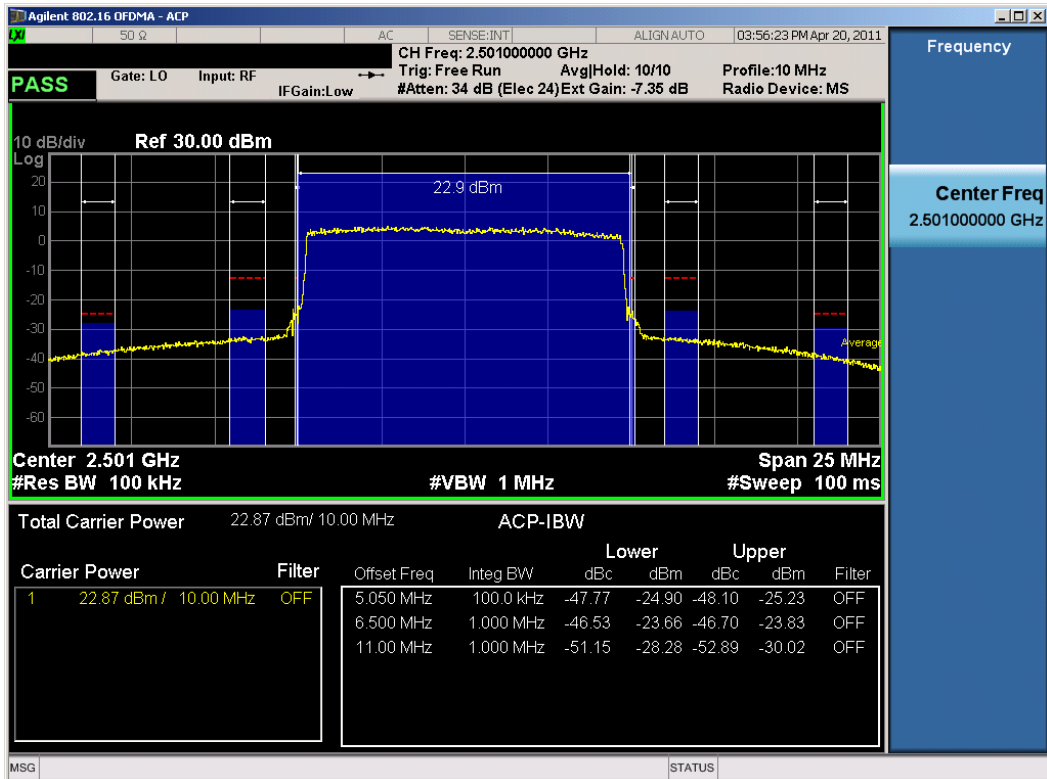 Agilent 802.16 OFDMA - ACP
LXI 50 Ω AC SENSE:INT ALIGN AUTO 03:56:23 PM Apr 20, 2011
CH Freq: 2.501000000 GHz
PASS Gate: LO Input: RF Trig: Free Run Avg|Hold: 10/10 Profile:10 MHz
IFGain:Low #Atten: 34 dB (Elec 24) Ext Gain: -7.35 dB Radio Device: MS
Frequency
Center Freq
2.501000000 GHz
10 dB/div Ref 30.00 dBm
Log
20
22.9 dBm
10
0
-10
-20
-30
Average
-40
-50
-60
Center 2.501 GHz Span 25 MHz
#Res BW 100 kHz #VBW 1 MHz #Sweep 100 ms
Total Carrier Power 22.87 dBm/ 10.00 MHz ACP-IBW
Lower Upper
Carrier Power Filter Offset Freq Integ BW dBc dBm dBc dBm Filter
1 22.87 dBm / 10.00 MHz OFF 5.050 MHz 100.0 kHz -47.77 -24.90 -48.10 -25.23 OFF
6.500 MHz 1.000 MHz -46.53 -23.66 -46.70 -23.83 OFF
11.00 MHz 1.000 MHz -51.15 -28.28 -52.89 -30.02 OFF
MSG STATUS